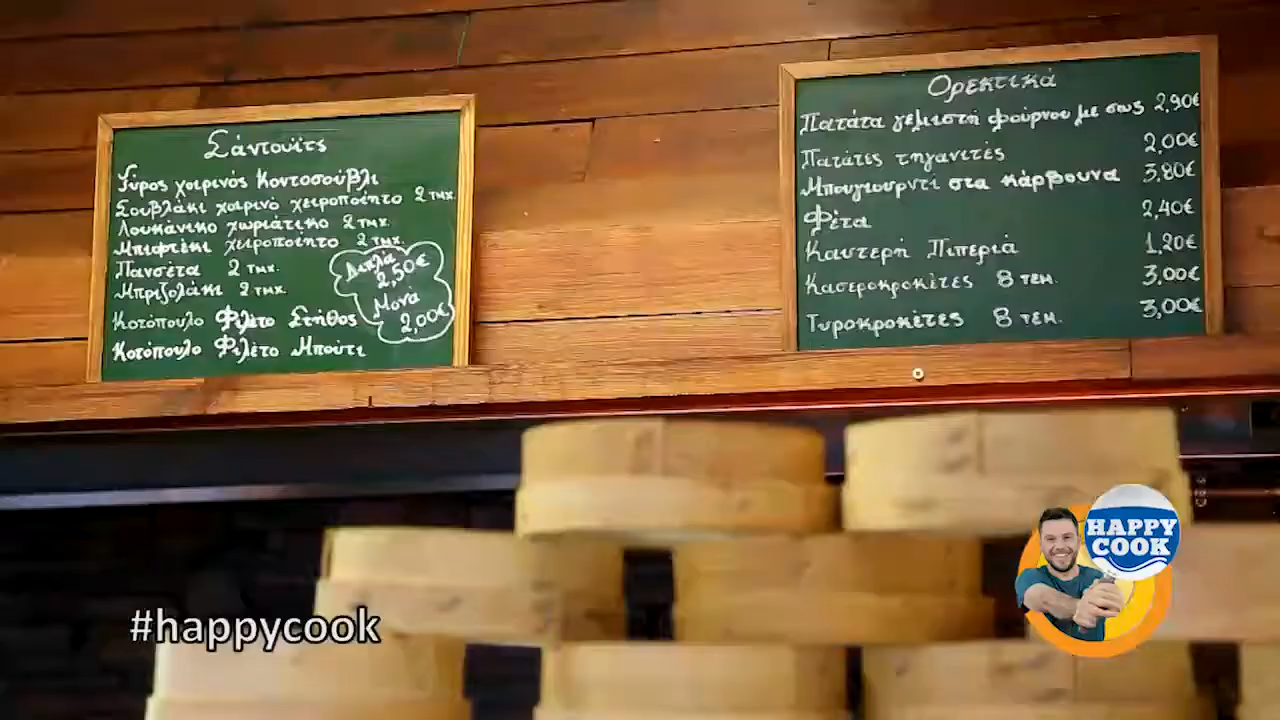 Σάντουϊτς
Γύρος χοιρινός Κοντοσούβλι
Σουβλάκι χοιρινό χειροποίητο 2 τμχ.
Λουκάνικο χωριάτικο 2 τμχ.
Μπιφτέκι χειροποίητο 2 τμχ.
Πανσέτα 2 τμχ.
Μπριζολάκι 2 τμχ.
Κοτόπουλο Φιλέτο Στήθος
Κοτόπουλο Φιλέτο Μπούτι
Διπλά
2,50€
Μονά
2,00€
Ορεκτικά
Πατάτα γεμιστή φούρνου με σως 2,90€
Πατάτες τηγανιτές 2,00€
Μπουγιουρντί στα κάρβουνα 3,80€
Φέτα 2,40€
Καυτερή Πιπεριά 1,20€
Κασεροκροκέτες 8 τεμ. 3,00€
Τυροκροκέτες 8 τεμ. 3,00€
HAPPY
COOK
#happycook